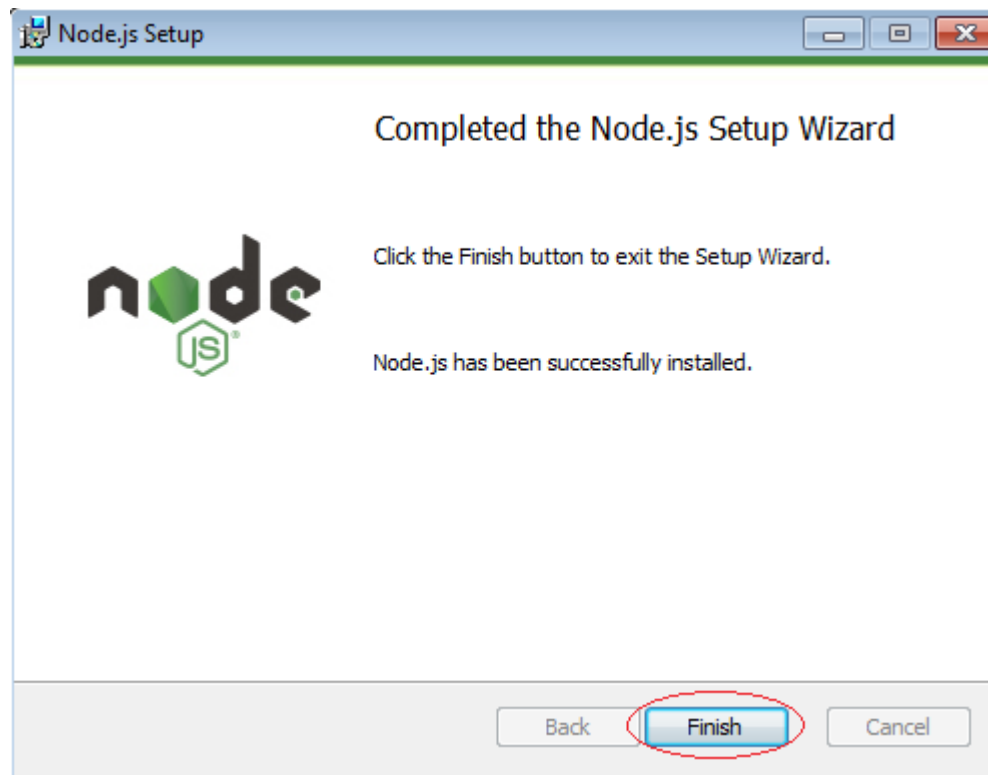 Node.js Setup
Completed the Node.js Setup Wizard
Click the Finish button to exit the Setup Wizard.
node
JS®
Node.js has been successfully installed.
Back Finish Cancel